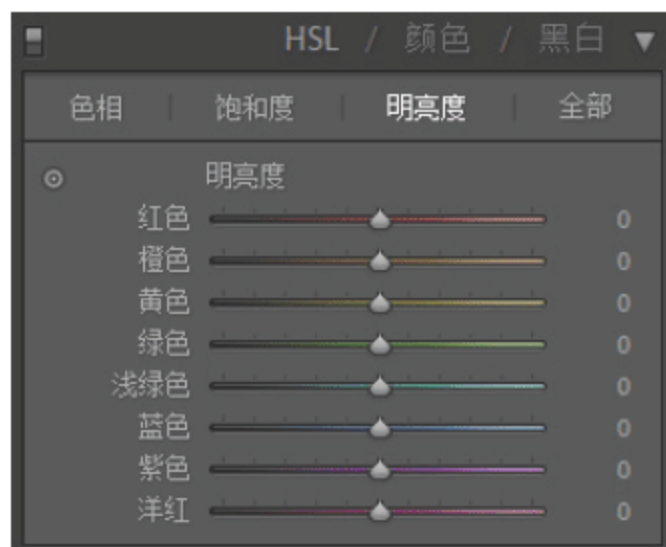 HSL / 颜色 / 黑白
色相 饱和度 明亮度 全部
明亮度
红色 0
橙色 0
黄色 0
绿色 0
浅绿色 0
蓝色 0
紫色 0
洋红 0